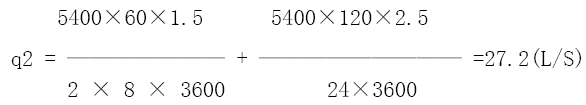 5400×60×1.5 5400×120×2.5
q2 = ——————————— + —————————————— =27.2(L/S)
2 × 8 × 3600 24×3600